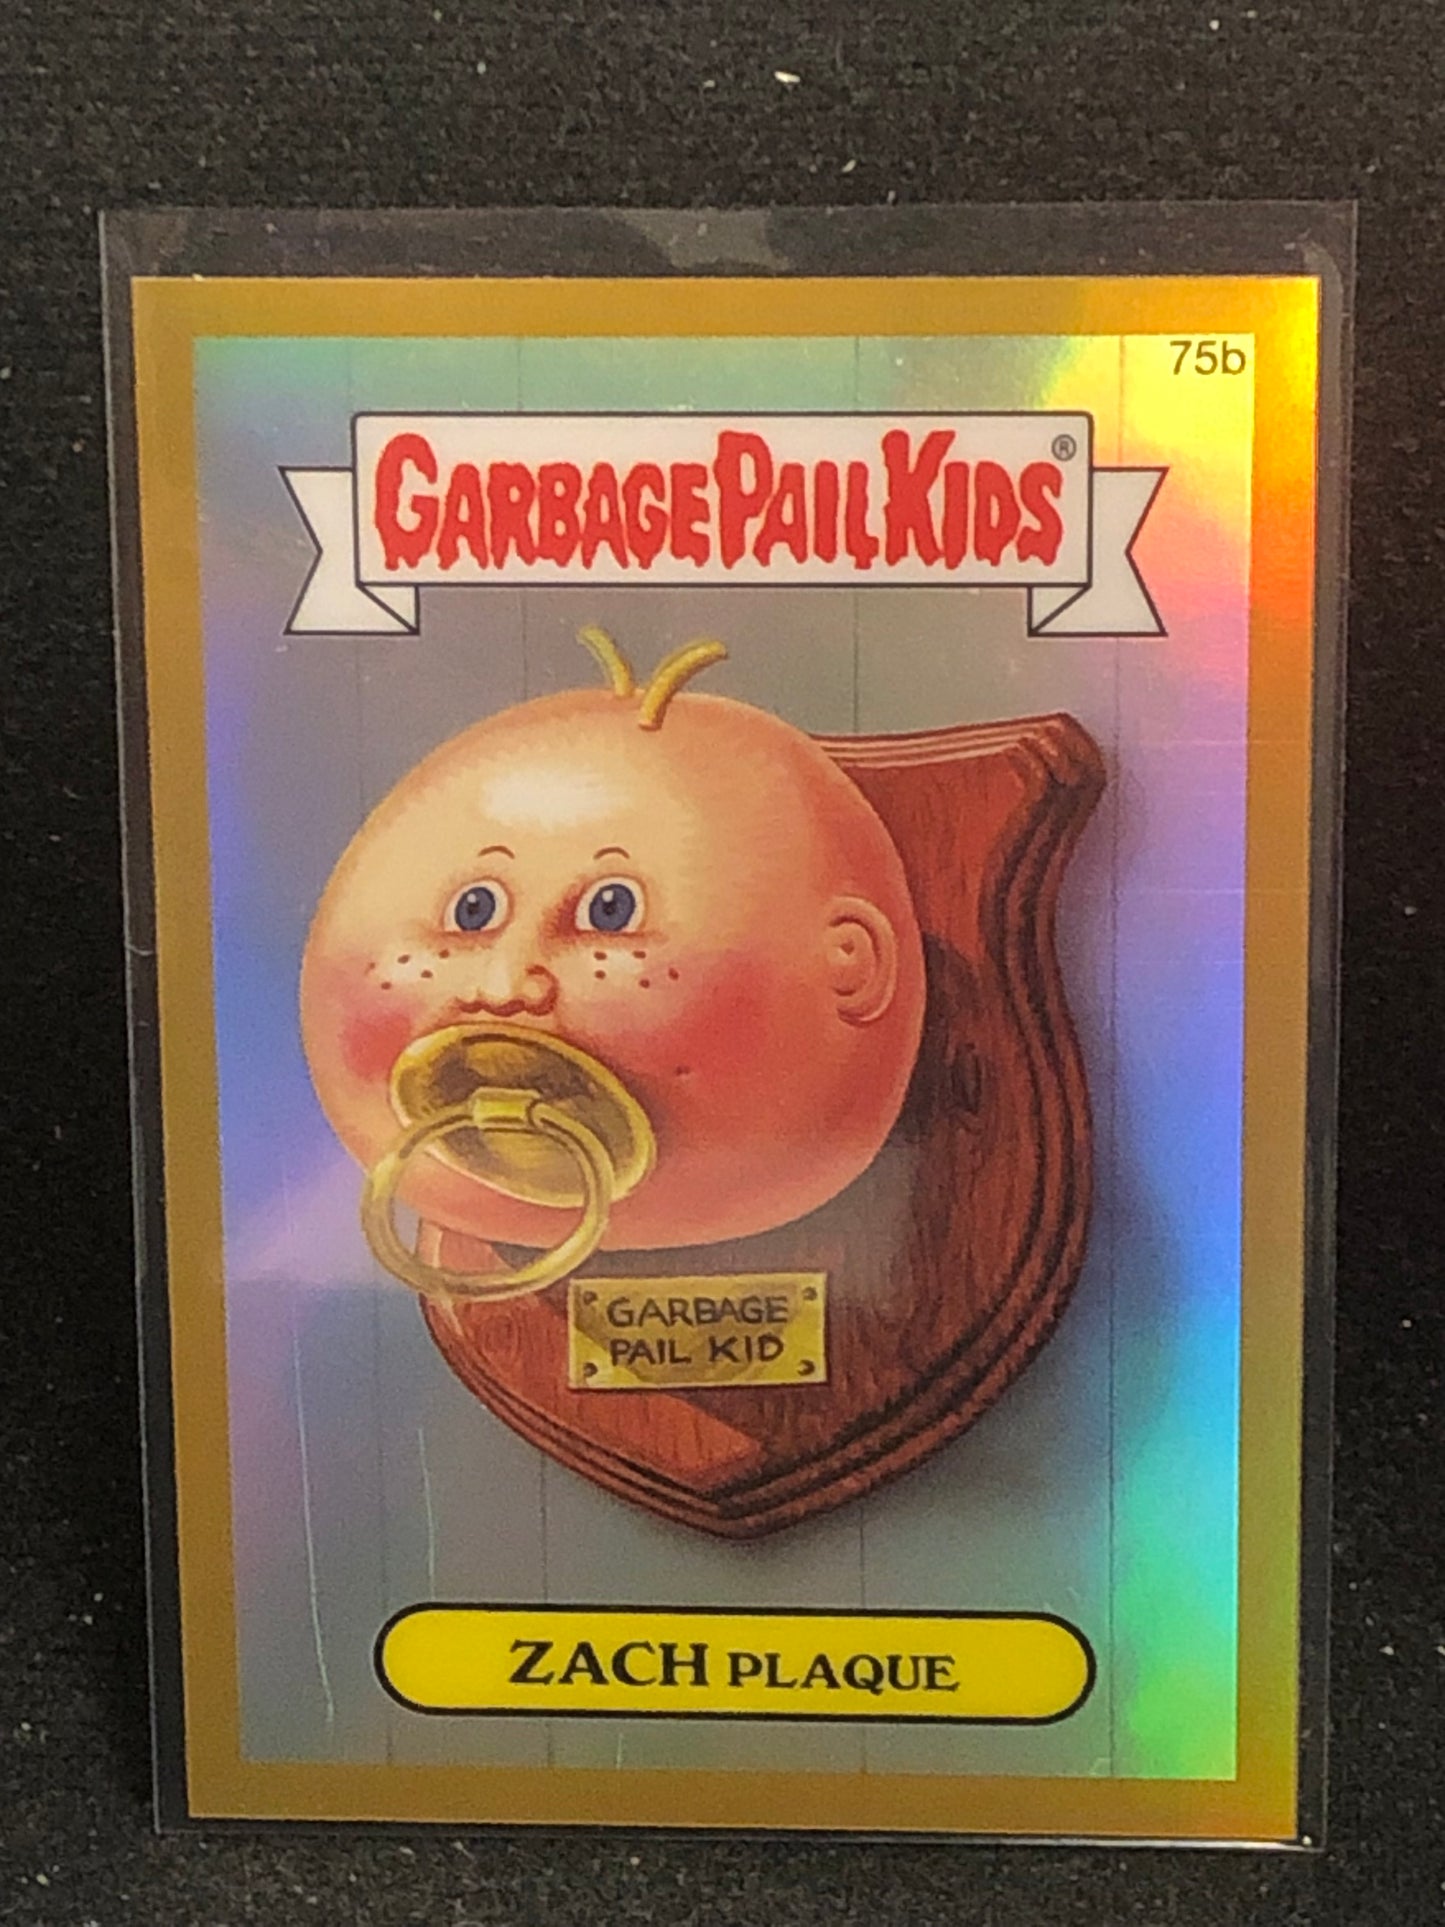 75b
GARBAGE PAIL KIDS®
GARBAGE
PAIL KID
ZACH PLAQUE